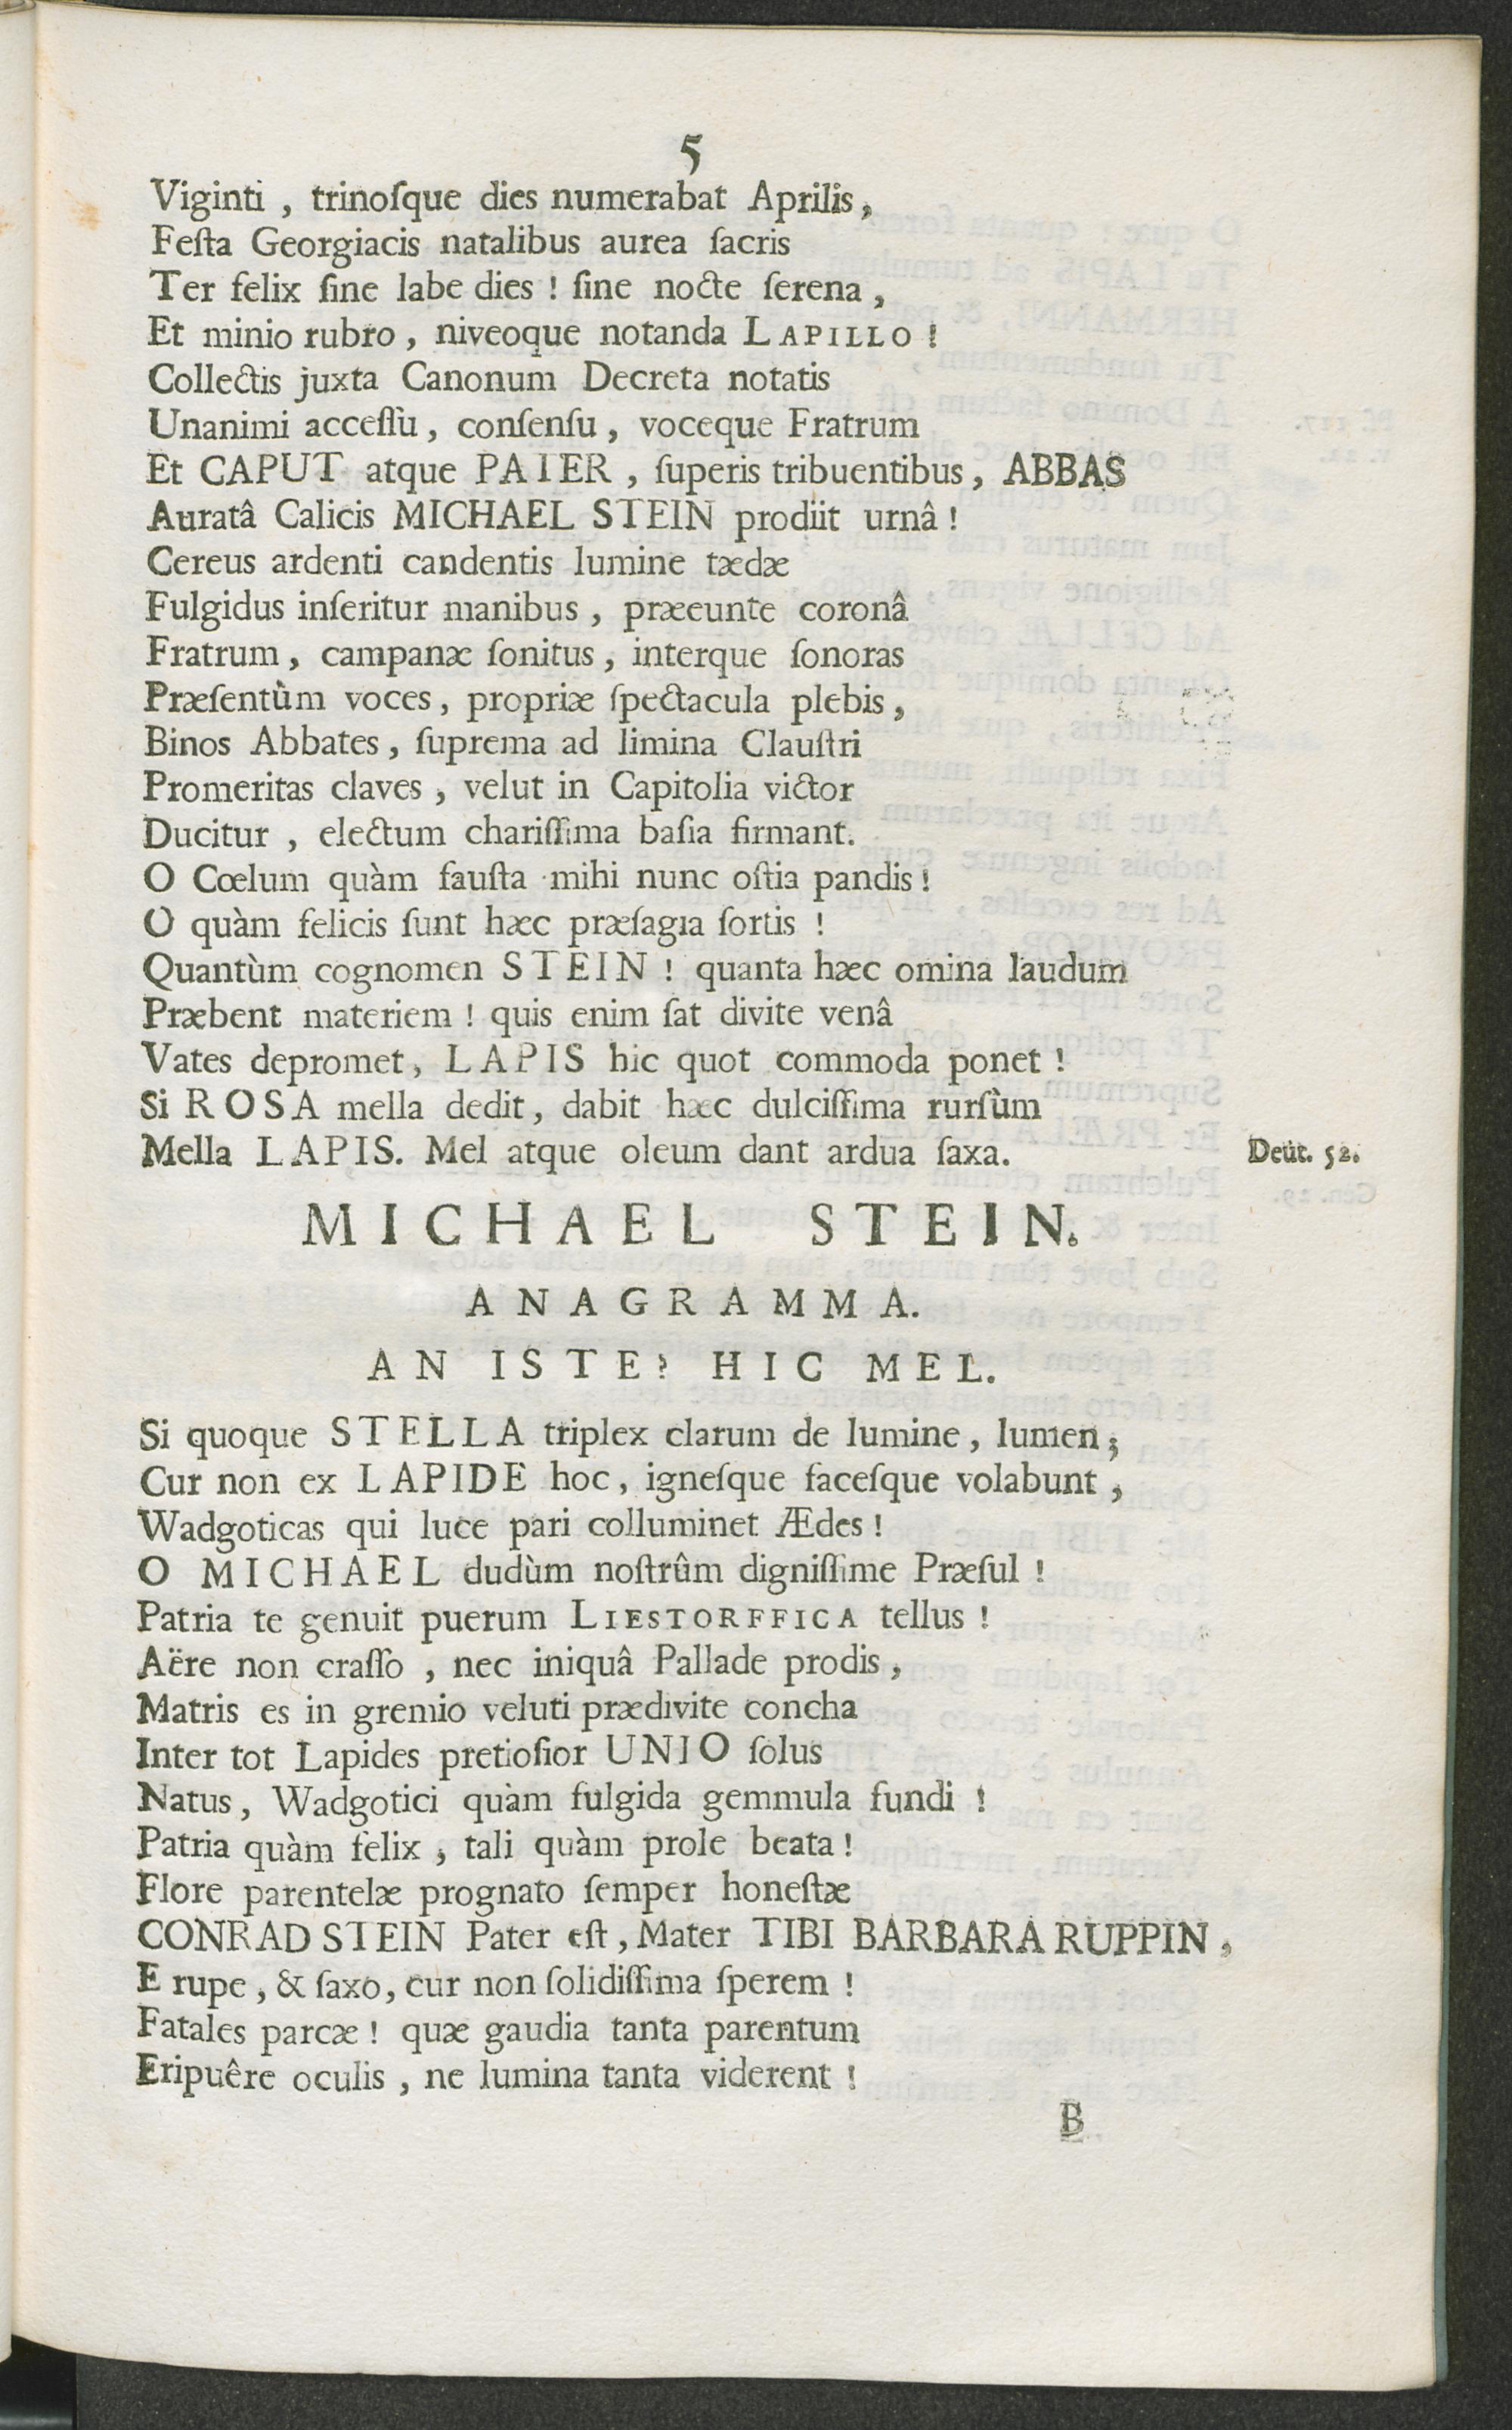 5
Viginti , trinoſque dies numerabat Aprilis,
Feſta Georgiacis natalibus aurea ſacris
Ter felix ſine labe dies ! ſine nocte ſerena ,
Et minio rubro , niveoque notanda LAPILLO !
Collectis juxta Canonum Decreta notatis
Unanimi acceſſu , conſenſu , voceque Fratrum
Et CAPUT atque PATER , ſuperis tribuentibus , ABBAS
Auratâ Calicis MICHAEL STEIN prodiit urnâ !
Cereus ardenti candentis lumine tædæ
Fulgidus inſeritur manibus , præeunte coronâ
Fratrum , campanæ ſonitus , interque ſonoras
Præſentùm voces , propriæ ſpectacula plebis ,
Binos Abbates , ſuprema ad limina Clauſtri
Promeritas claves , velut in Capitolia victor
Ducitur , electum chariſſima baſia firmant.
O Cœlum quàm fauſta mihi nunc oſtia pandis !
O quàm felicis ſunt hæc præſagia ſortis !
Quantùm cognomen STEIN ! quanta hæc omina laudum
Præbent materiem ! quis enim ſat divite venâ
Vates depromet, LAPIS hic quot commoda ponet !
Si ROSA mella dedit, dabit hæc dulciſſima rurſùm
Mella LAPIS. Mel atque oleum dant ardua ſaxa. Deut. 52.
MICHAEL STEIN.
ANAGRAMMA.
AN ISTE? HIC MEL.
Si quoque STELLA triplex clarum de lumine , lumen ;
Cur non ex LAPIDE hoc , igneſque faceſque volabunt ,
Wadgoticas qui luce pari colluminet Ædes !
O MICHAEL dudùm noſtrûm digniſſime Præſul !
Patria te genuit puerum LIESTORFFICA tellus !
Aëre non craſſo , nec iniquâ Pallade prodis ,
Matris es in gremio veluti prædivite concha
Inter tot Lapides pretioſior UNIO ſolus
Natus , Wadgotici quàm fulgida gemmula fundi !
Patria quàm felix , tali quàm prole beata !
Flore parentelæ prognato ſemper honeſtæ
CONRAD STEIN Pater eſt , Mater TIBI BARBARA RUPPIN ,
E rupe , & ſaxo , cur non ſolidiſſima ſperem !
Fatales parcæ ! quæ gaudia tanta parentum
Eripuêre oculis , ne lumina tanta viderent !
B